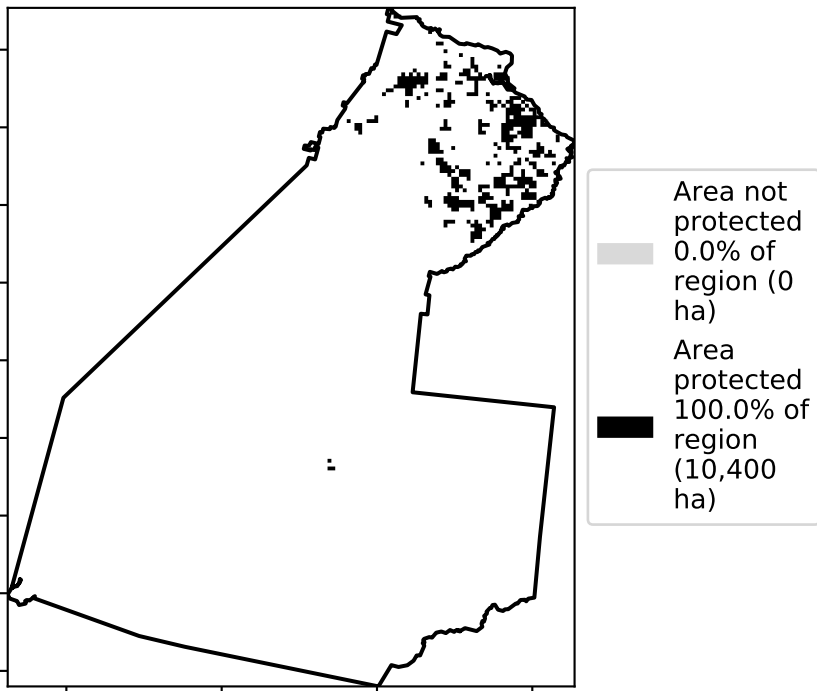 Area not
protected
0.0% of
region (0
ha)
Area
protected
100.0% of
region
(10,400
ha)